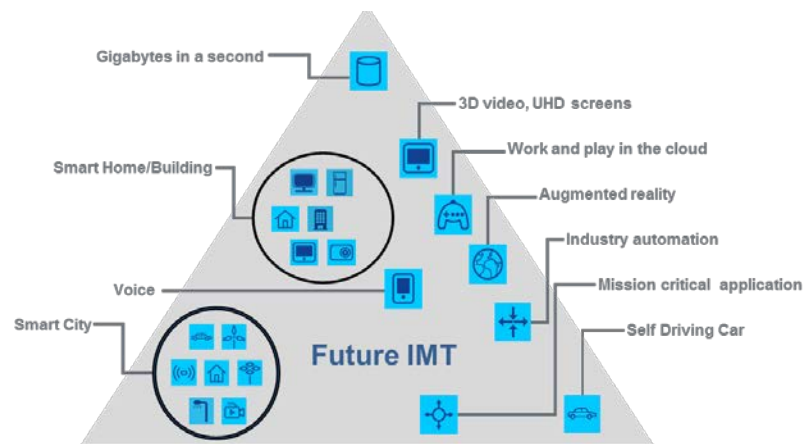 Gigabytes in a second
3D video, UHD screens
Work and play in the cloud
Smart Home/Building
Augmented reality
Industry automation
Mission critical application
Voice
Smart City
Self Driving Car
Future IMT